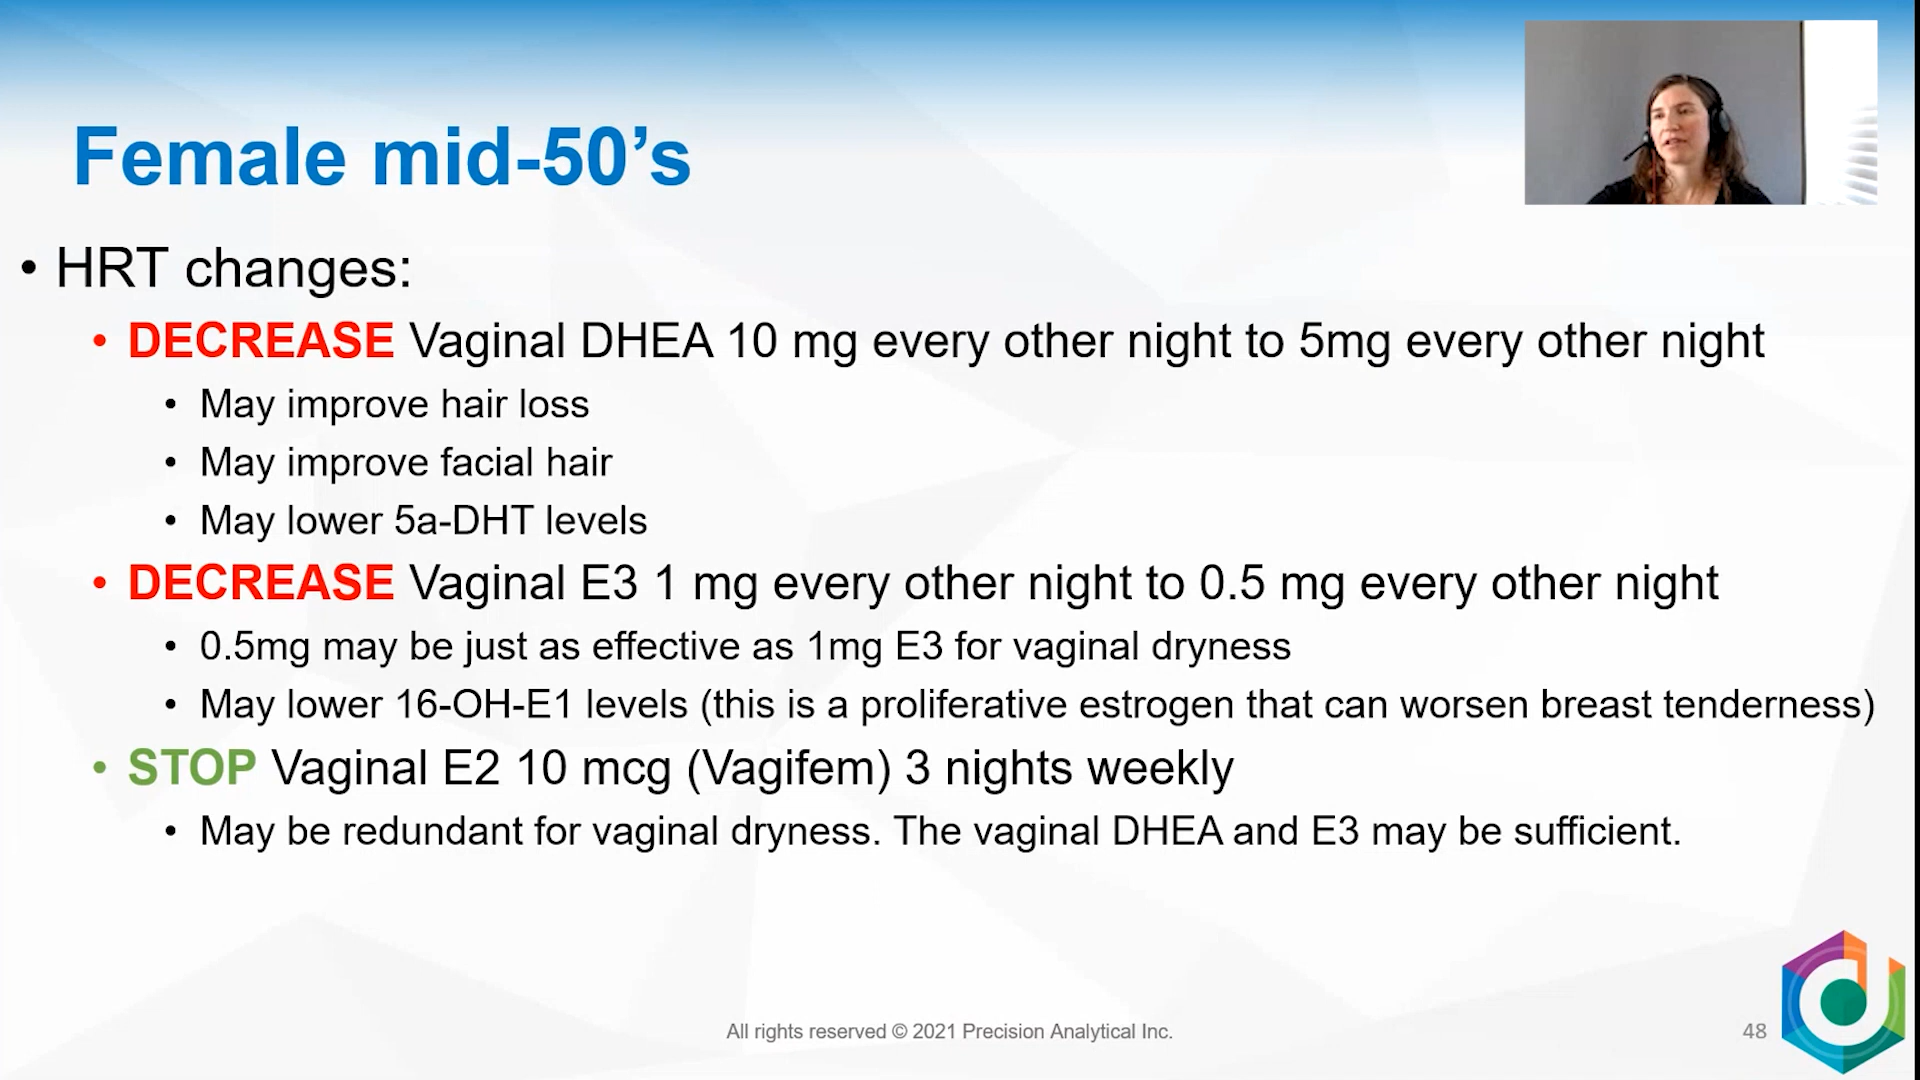 Female mid-50’s
• HRT changes:
• DECREASE Vaginal DHEA 10 mg every other night to 5mg every other night
• May improve hair loss
• May improve facial hair
• May lower 5a-DHT levels
• DECREASE Vaginal E3 1 mg every other night to 0.5 mg every other night
• 0.5mg may be just as effective as 1mg E3 for vaginal dryness
• May lower 16-OH-E1 levels (this is a proliferative estrogen that can worsen breast tenderness)
• STOP Vaginal E2 10 mcg (Vagifem) 3 nights weekly
• May be redundant for vaginal dryness. The vaginal DHEA and E3 may be sufficient.
All rights reserved © 2021 Precision Analytical Inc.
48